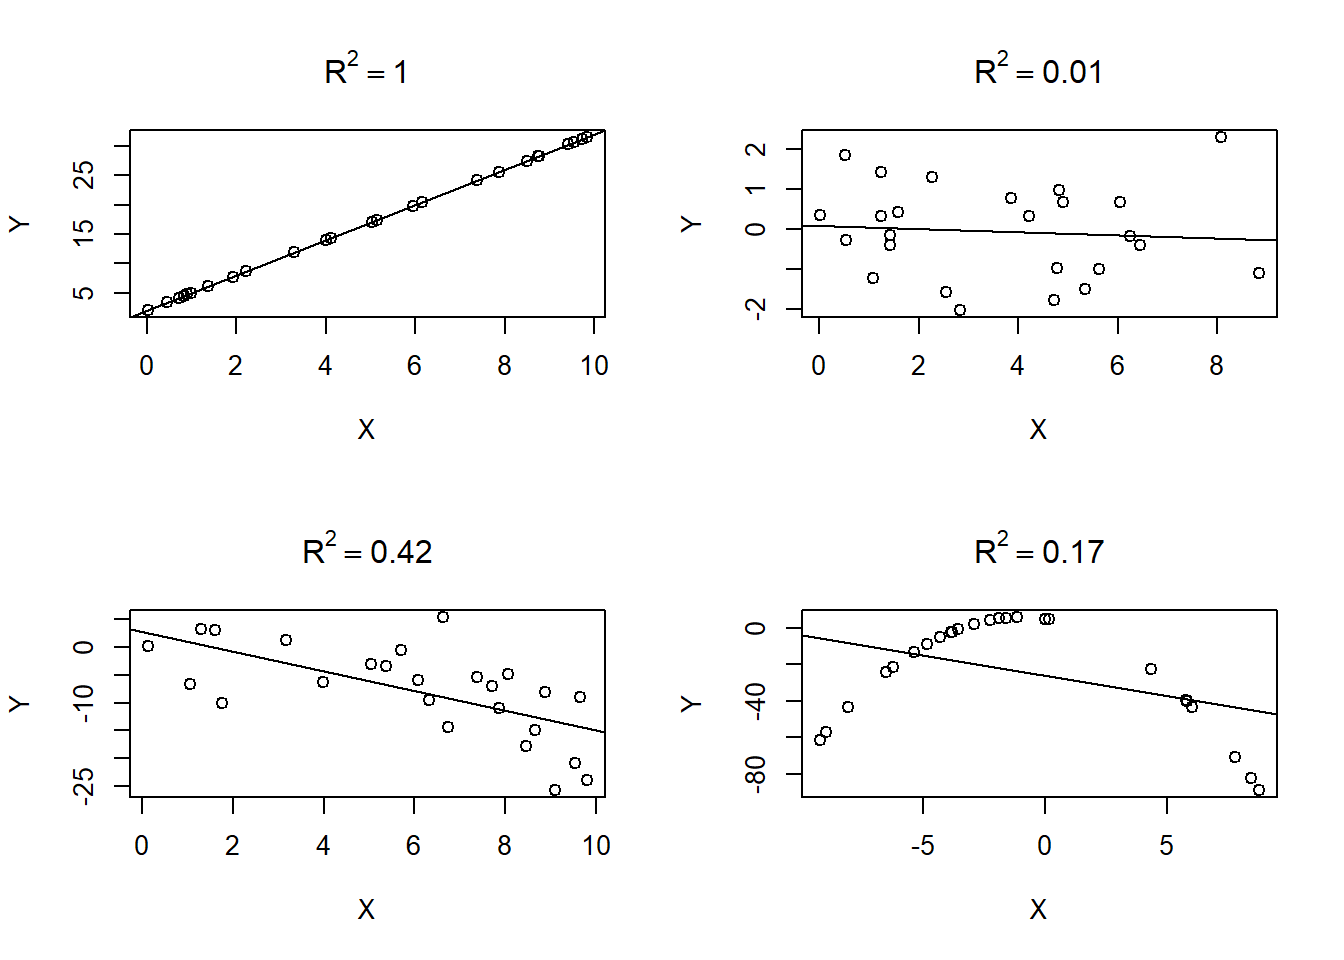 R² = 1
Y
5 15 25
0 2 4 6 8 10
X
R² = 0.01
Y
-2 0 1 2
0 2 4 6 8
X
R² = 0.42
Y
-25 -10 0
0 2 4 6 8 10
X
R² = 0.17
Y
-80 -40 0
-5 0 5
X